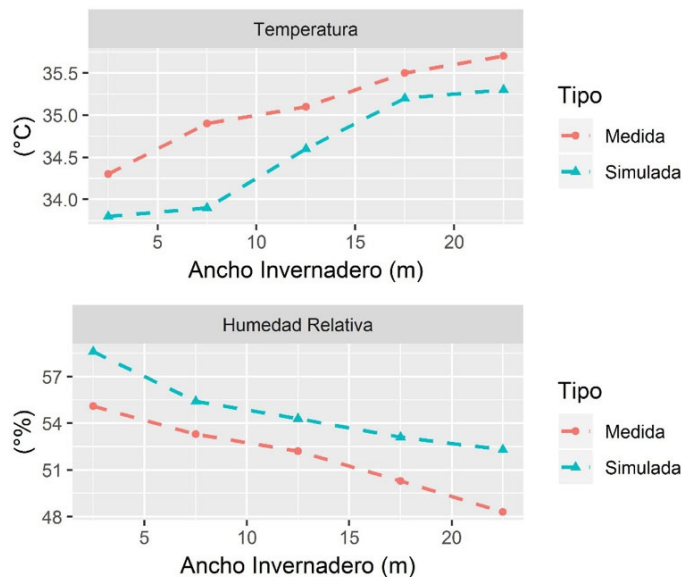 Temperatura
35.5
35.0
34.5
34.0
(°C)
5 10 15 20
Ancho Invernadero (m)
Tipo
Medida
Simulada
Humedad Relativa
57
54
51
48
(°%)
5 10 15 20
Ancho Invernadero (m)
Tipo
Medida
Simulada